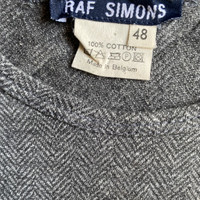 RAF SIMONS
48
100% COTTON
Made in Belgium